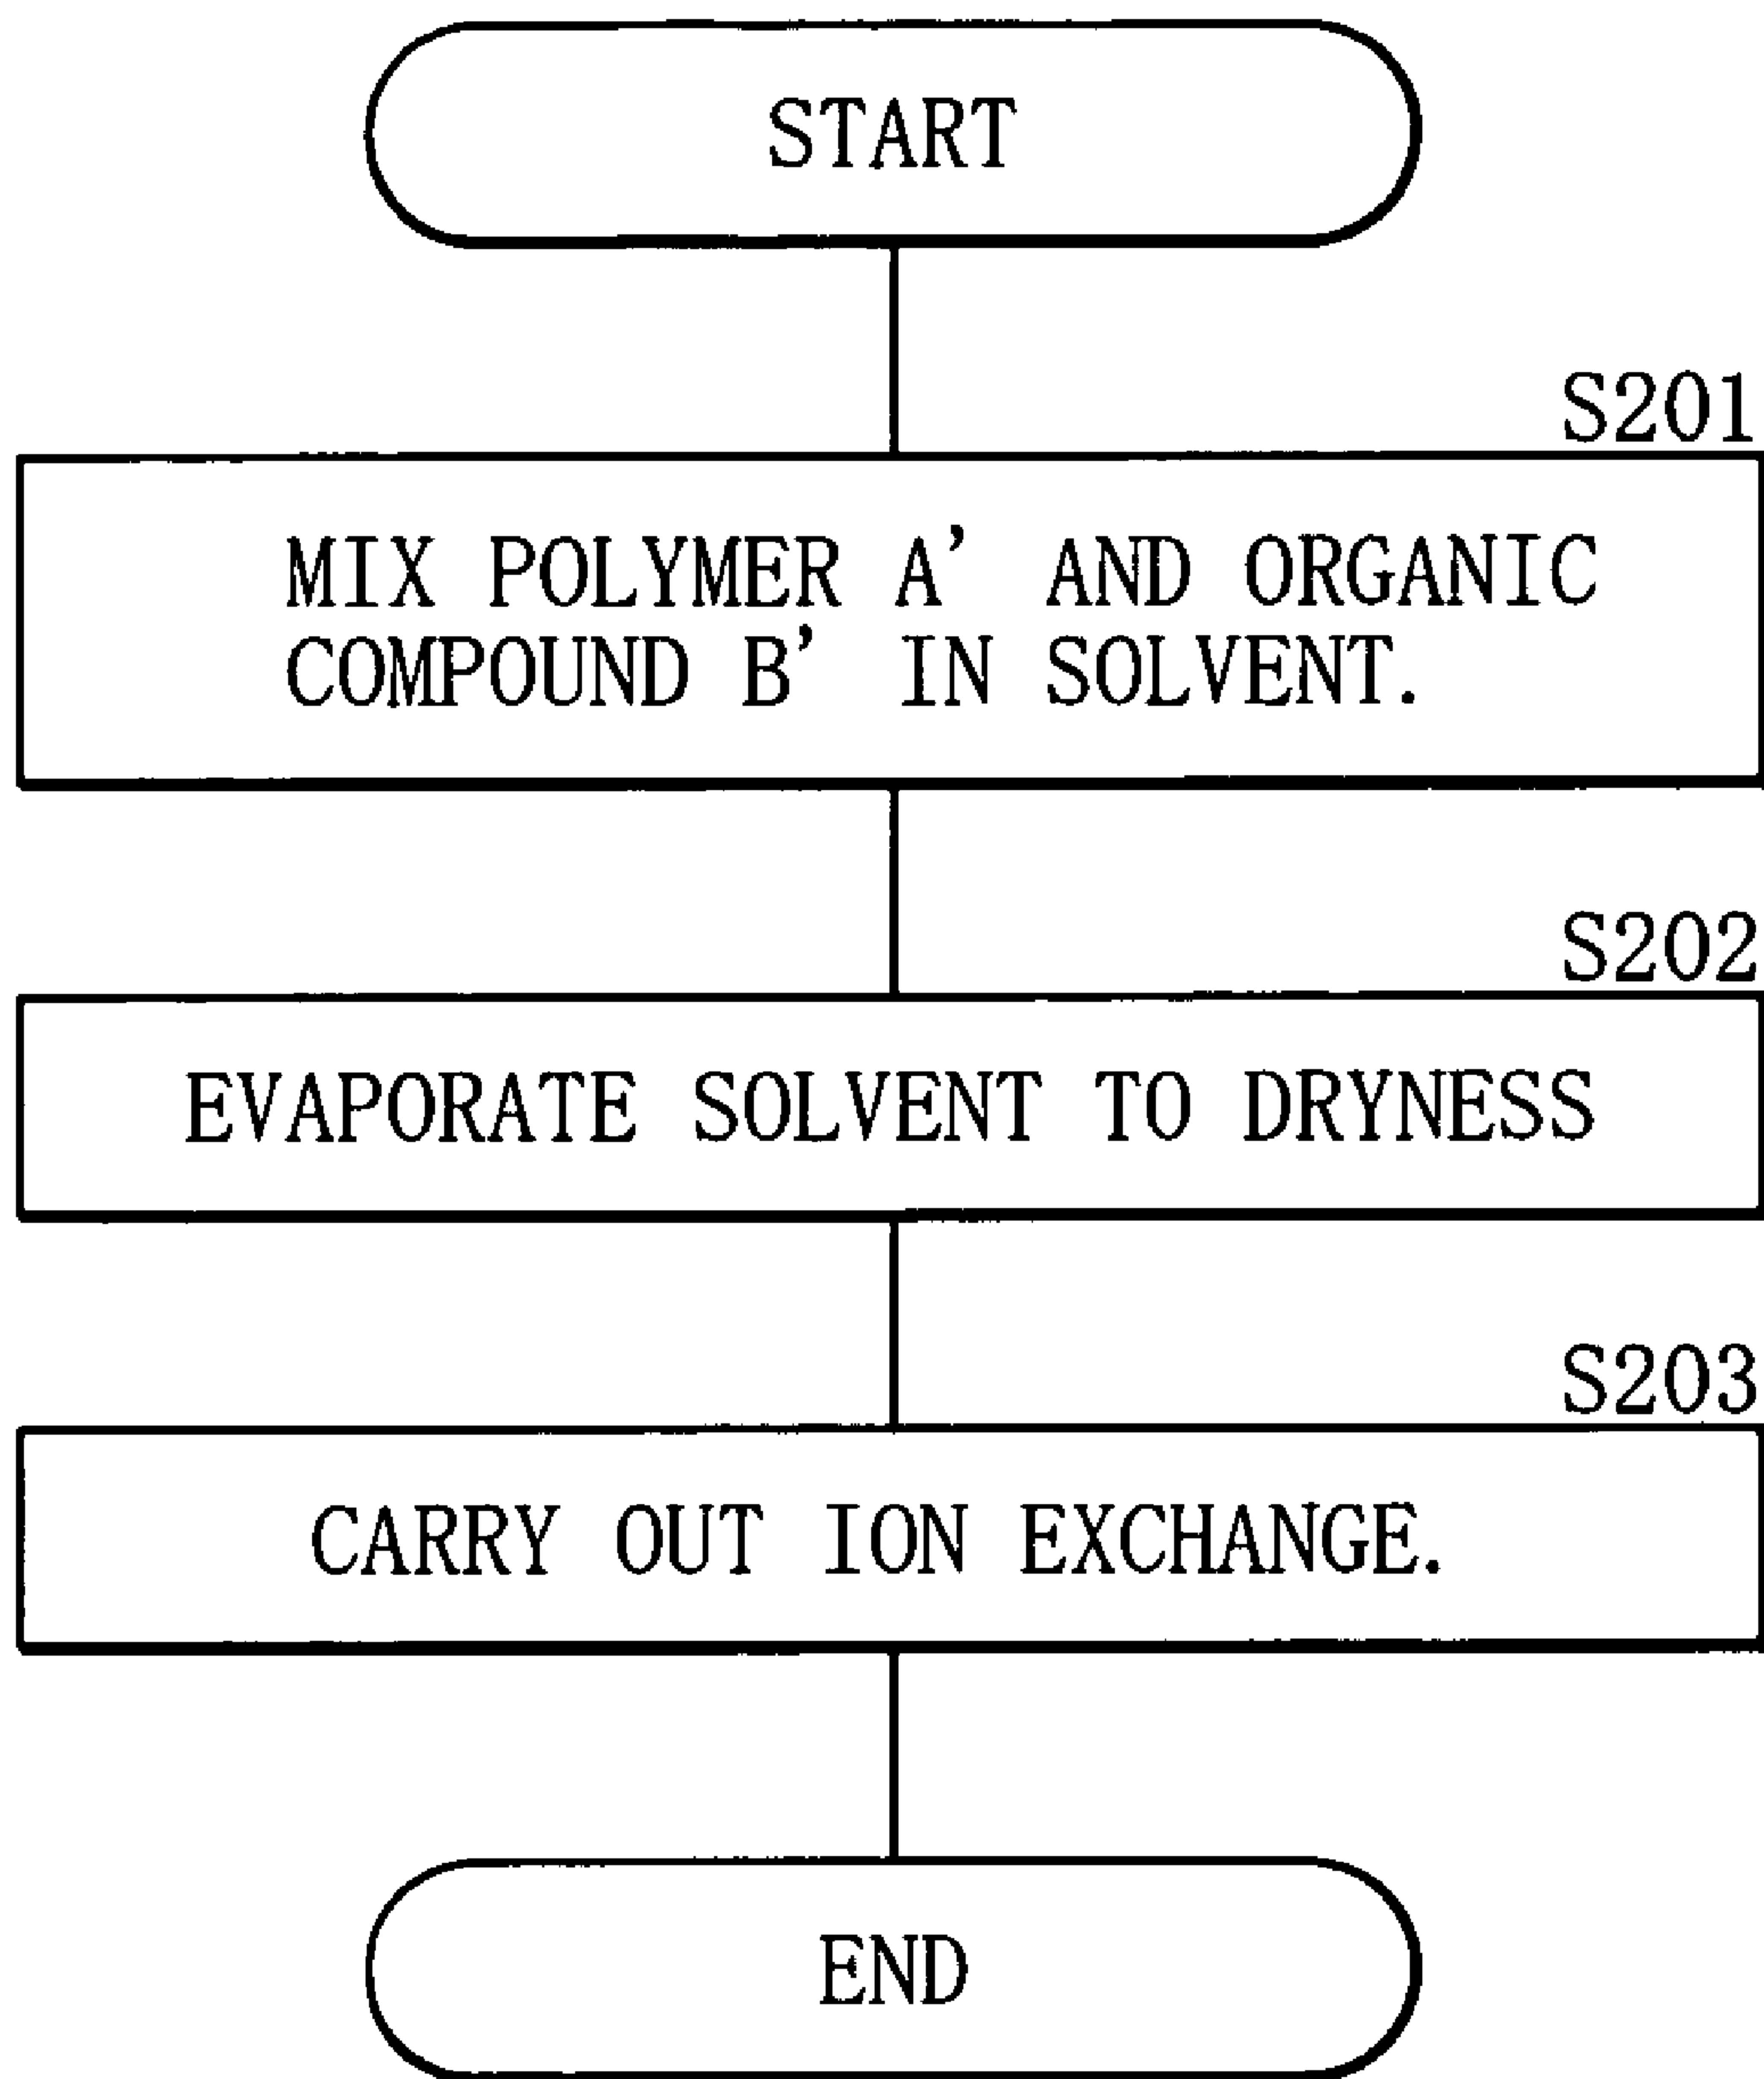 START
S201
MIX POLYMER A' AND ORGANIC
COMPOUND B' IN SOLVENT.
S202
EVAPORATE SOLVENT TO DRYNESS
S203
CARRY OUT ION EXCHANGE.
END